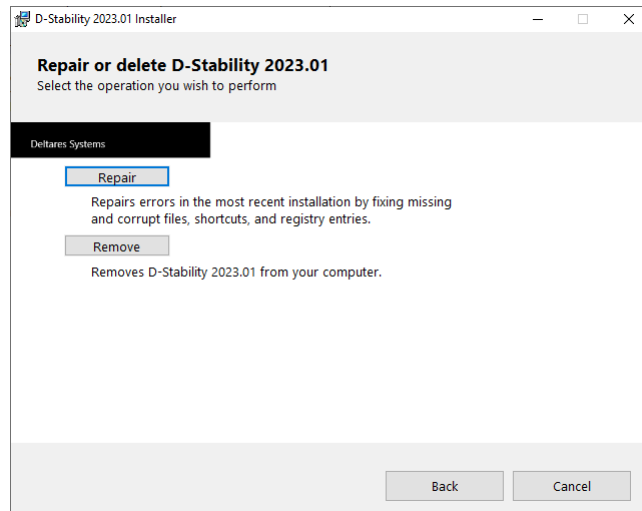 D-Stability 2023.01 Installer
Repair or delete D-Stability 2023.01
Select the operation you wish to perform
Deltares Systems
Repair
Repairs errors in the most recent installation by fixing missing
and corrupt files, shortcuts, and registry entries.
Remove
Removes D-Stability 2023.01 from your computer.
Back
Cancel